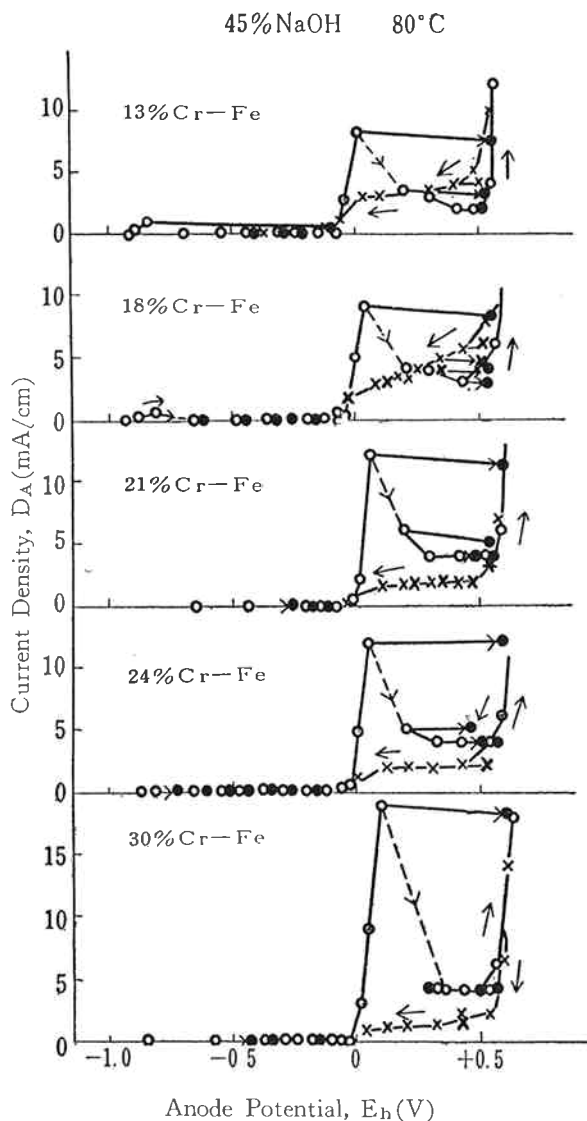 45%NaOH 80°C
13%Cr—Fe
10
5
0
18%Cr—Fe
10
5
0
21%Cr—Fe
10
5
0
24%Cr—Fe
10
5
0
30%Cr—Fe
15
10
5
0
-1.0 -0.5 0 +0.5
Current Density, DA(mA/cm)
Anode Potential, Eh(V)